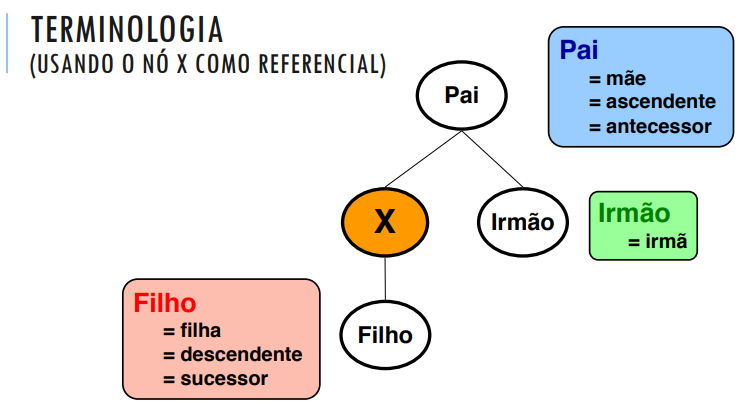 TERMINOLOGIA
(USANDO O NÓ X COMO REFERENCIAL)
Pai
Pai
= mãe
= ascendente
= antecessor
X
Irmão
Irmão
= irmã
Filho
= filha
= descendente
= sucessor
Filho